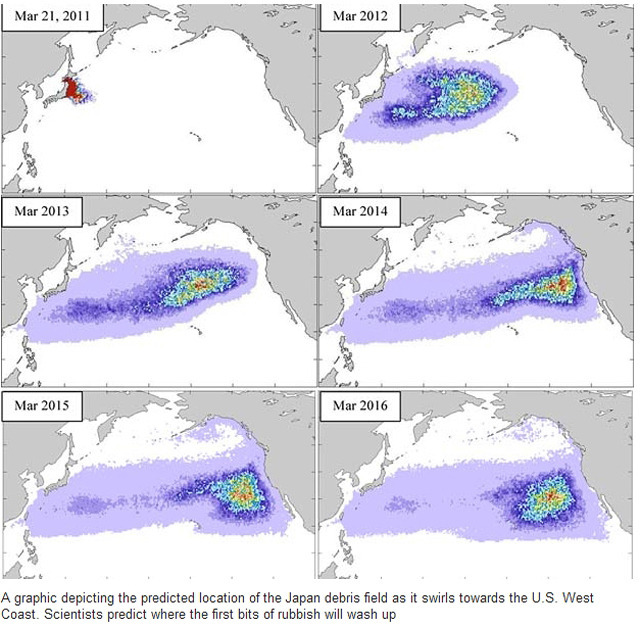 Mar 21, 2011
Mar 2012
Mar 2013
Mar 2014
Mar 2015
Mar 2016
A graphic depicting the predicted location of the Japan debris field as it swirls towards the U.S. West
Coast. Scientists predict where the first bits of rubbish will wash up